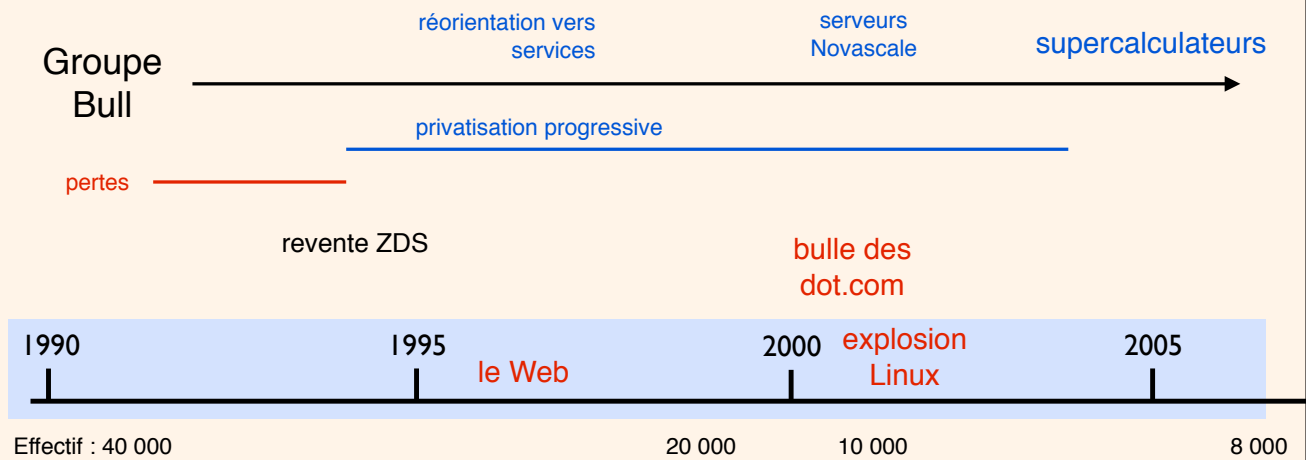 réorientation vers
services
serveurs
Novascale
supercalculateurs
Groupe
Bull
privatisation progressive
pertes
revente ZDS
bulle des
dot.com
1990
1995
le Web
2000
explosion
Linux
2005
Effectif : 40 000
20 000
10 000
8 000